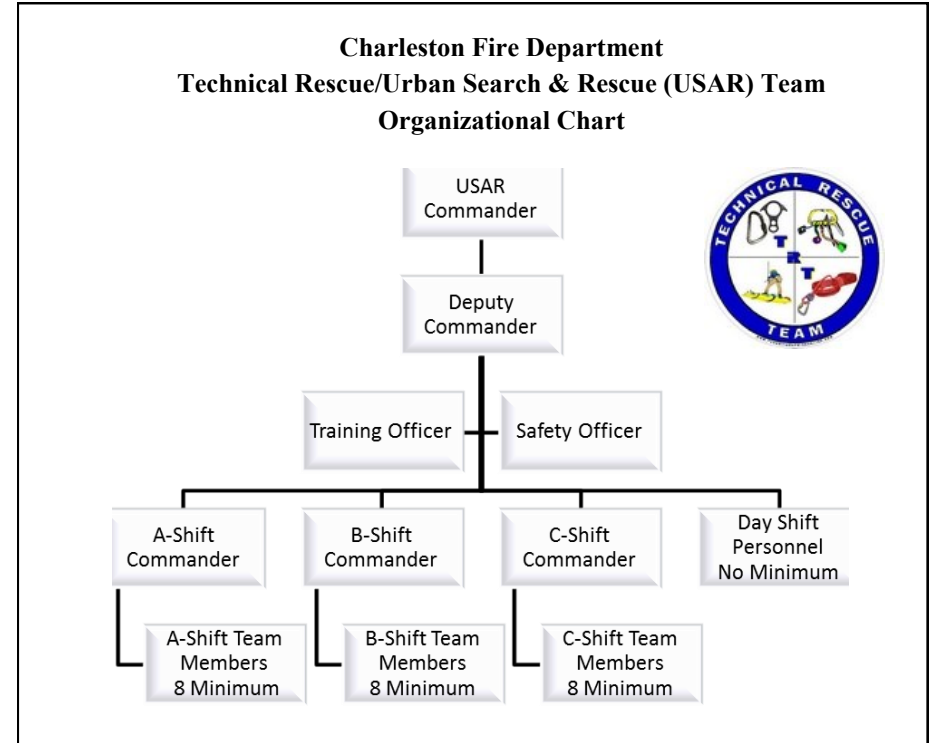 Charleston Fire Department
Technical Rescue/Urban Search & Rescue (USAR) Team
Organizational Chart
USAR
Commander
TECHNICAL RESCUE
T
R
T
TEAM
Deputy
Commander
Training Officer
Safety Officer
A-Shift
Commander
B-Shift
Commander
C-Shift
Commander
Day Shift
Personnel
No Minimum
A-Shift Team
Members
8 Minimum
B-Shift Team
Members
8 Minimum
C-Shift Team
Members
8 Minimum